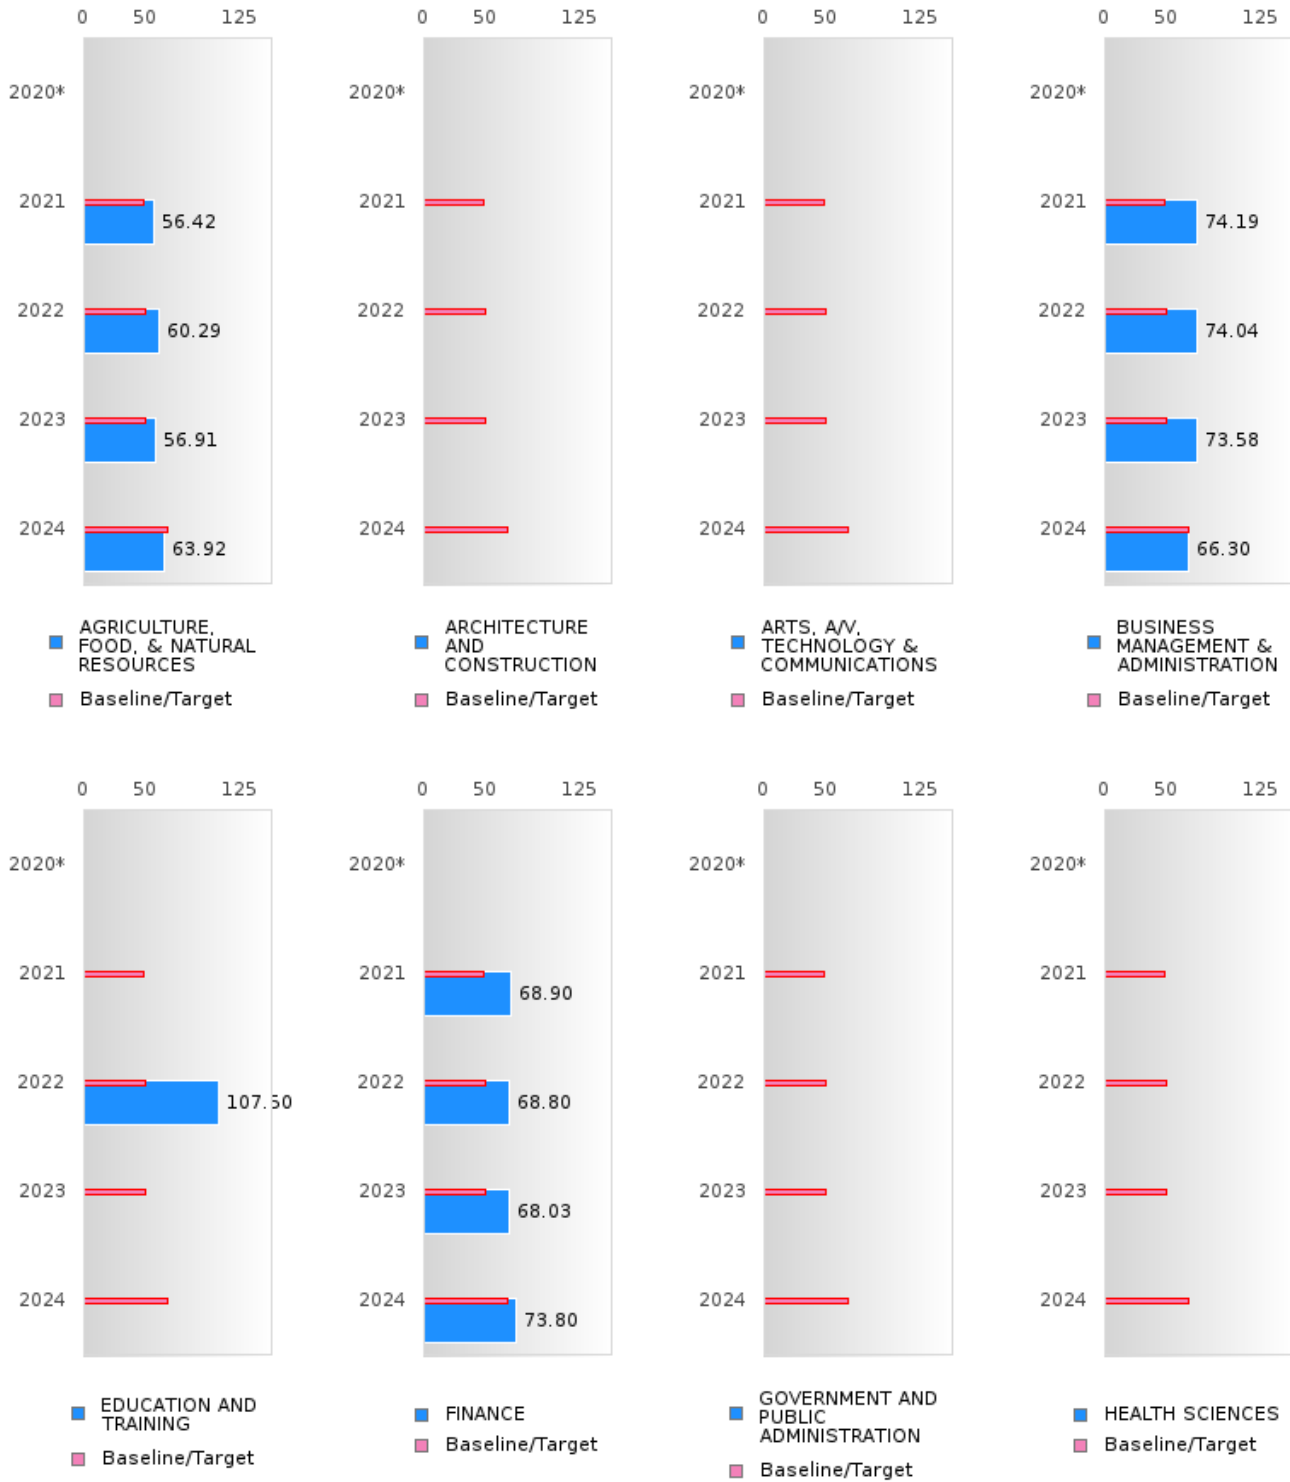 0 50 125
2020*
2021 56.42
2022 60.29
2023 56.91
2024 63.92
AGRICULTURE,
FOOD, & NATURAL
RESOURCES
Baseline/Target
0 50 125
2020*
2021
2022
2023
2024
ARCHITECTURE
AND
CONSTRUCTION
Baseline/Target
0 50 125
2020*
2021
2022
2023
2024
ARTS, A/V,
TECHNOLOGY &
COMMUNICATIONS
Baseline/Target
0 50 125
2020*
2021 74.19
2022 74.04
2023 73.58
2024 66.30
BUSINESS
MANAGEMENT &
ADMINISTRATION
Baseline/Target
0 50 125
2020*
2021
2022 107.50
2023
2024
EDUCATION AND
TRAINING
Baseline/Target
0 50 125
2020*
2021 68.90
2022 68.80
2023 68.03
2024 73.80
FINANCE
Baseline/Target
0 50 125
2020*
2021
2022
2023
2024
GOVERNMENT AND
PUBLIC
ADMINISTRATION
Baseline/Target
0 50 125
2020*
2021
2022
2023
2024
HEALTH SCIENCES
Baseline/Target